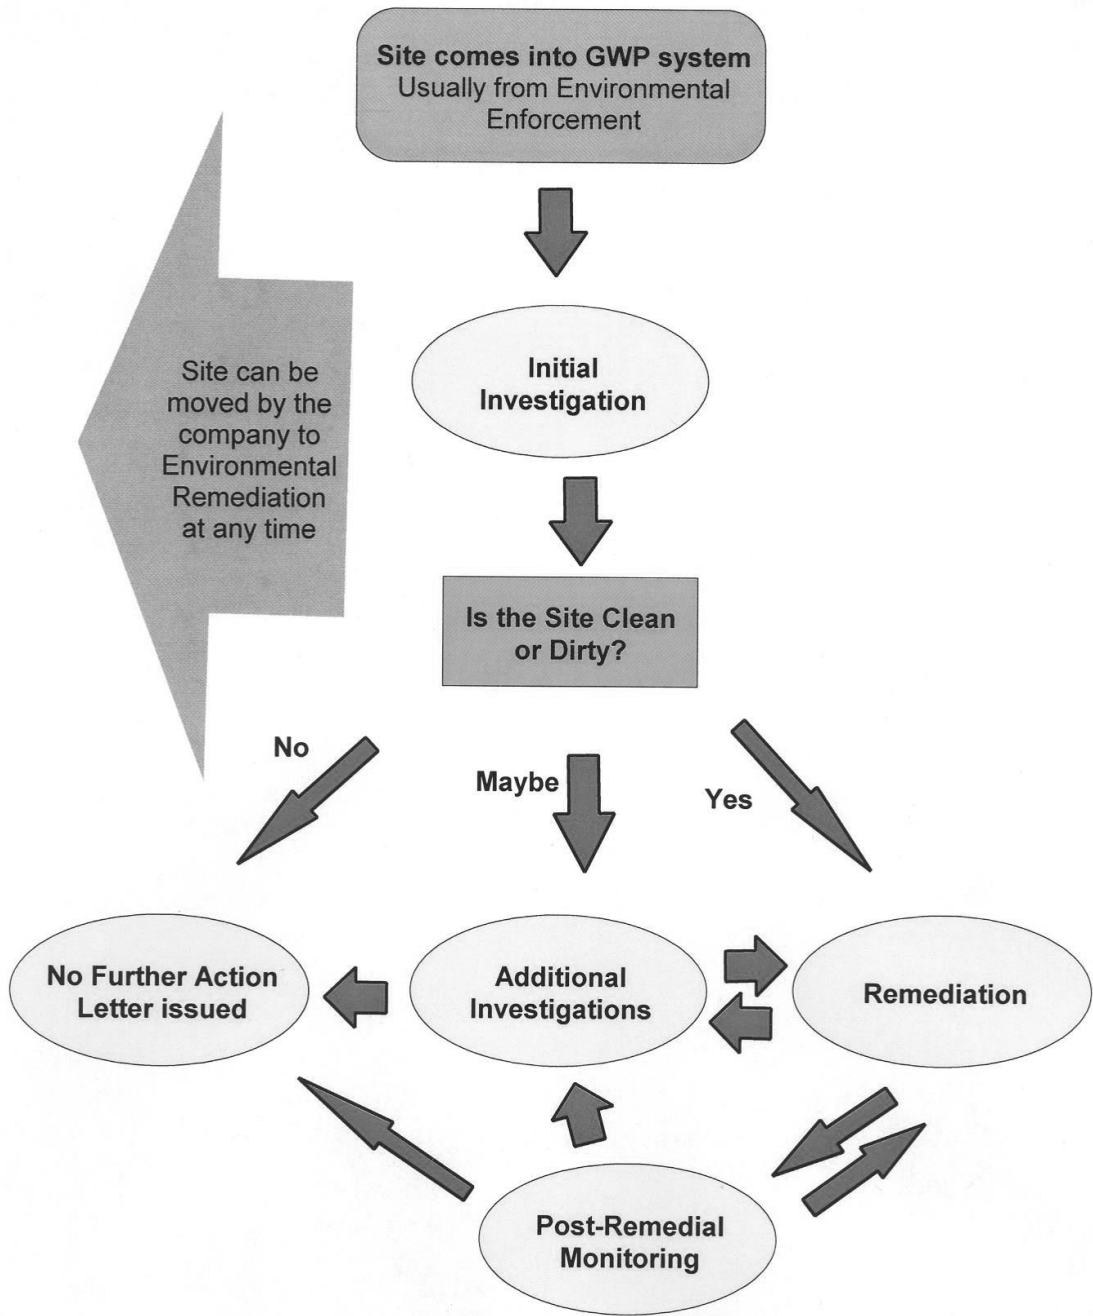 Site comes into GWP system
Usually from Environmental
Enforcement
Site can be
moved by the
company to
Environmental
Remediation
at any time
Initial
Investigation
Is the Site Clean
or Dirty?
No
Maybe
Yes
No Further Action
Letter issued
Additional
Investigations
Remediation
Post-Remedial
Monitoring